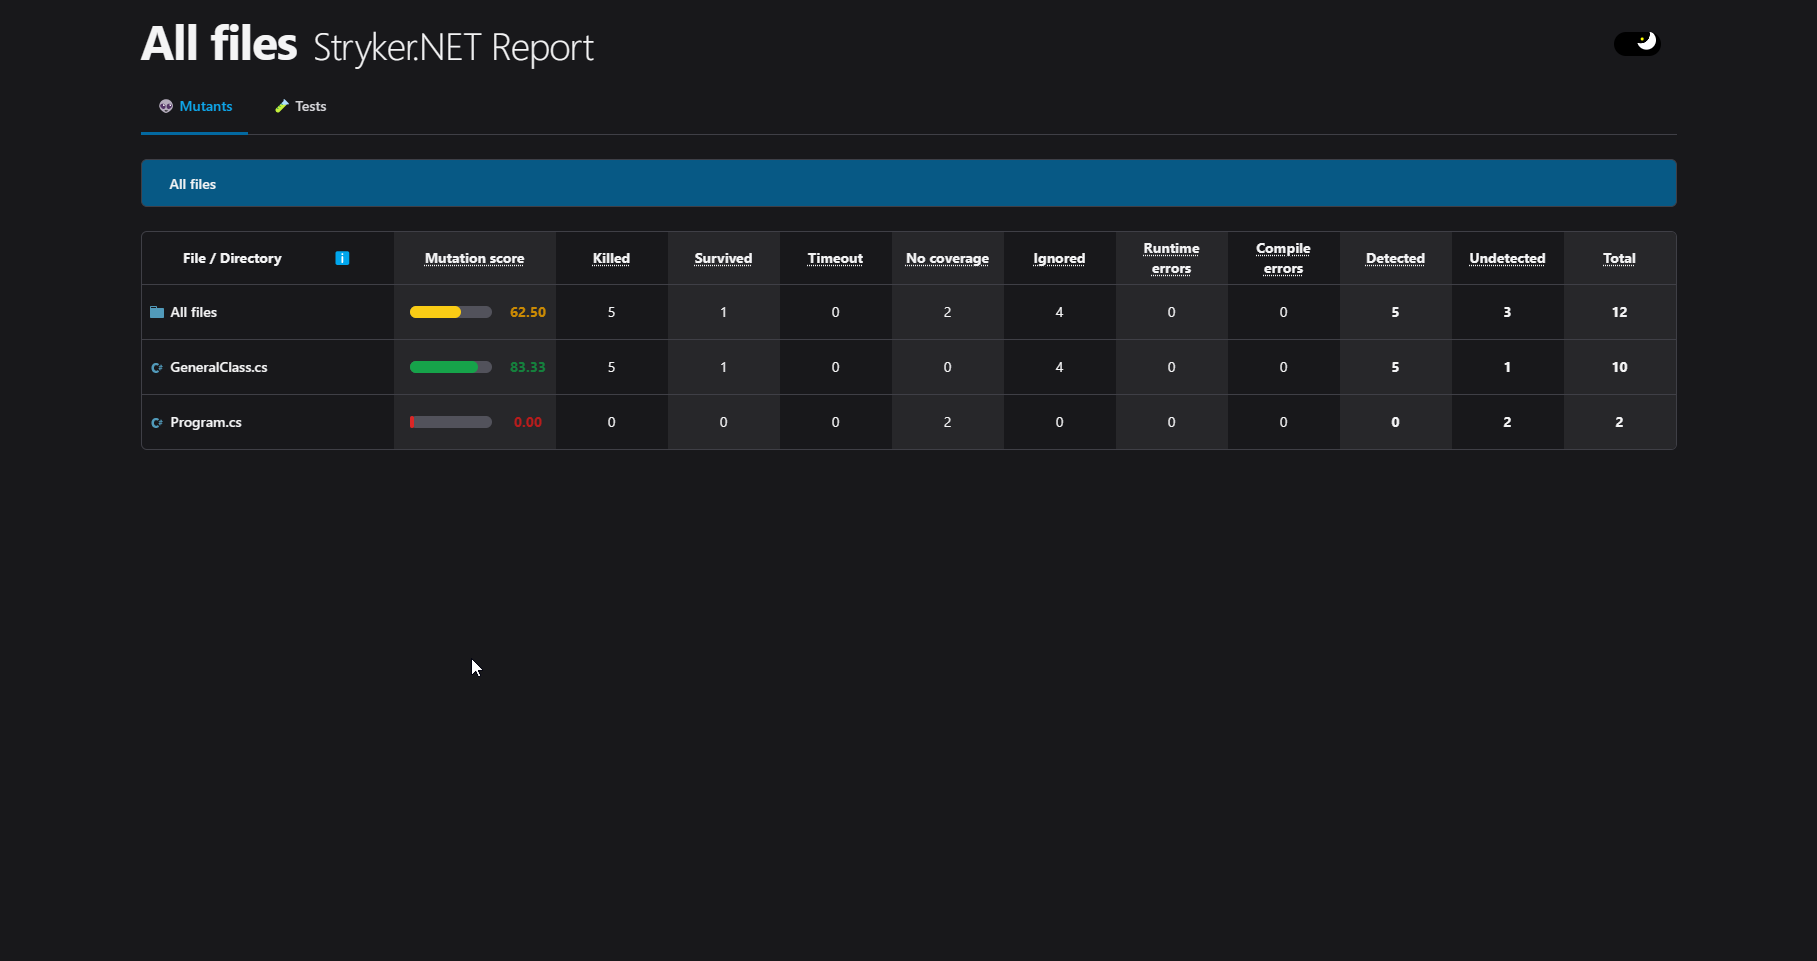 All files Stryker.NET Report
Mutants Tests
All files
File / Directory i Mutation score Killed Survived Timeout No coverage Ignored Runtime errors Compile errors Detected Undetected Total
All files 62.50 5 1 0 2 4 0 0 5 3 12
C# GeneralClass.cs 83.33 5 1 0 0 4 0 0 5 1 10
C# Program.cs 0.00 0 0 0 2 0 0 0 0 2 2